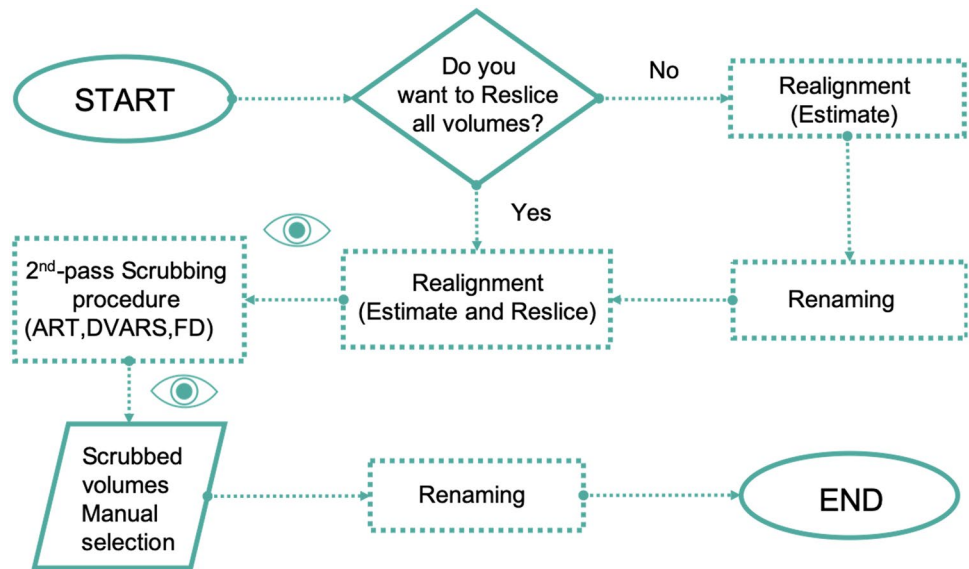 START
Do you
want to Reslice
all volumes?
No
Realignment
(Estimate)
Yes
2nd-pass Scrubbing
procedure
(ART,DVARS,FD)
Realignment
(Estimate and Reslice)
Renaming
Scrubbed
volumes
Manual
selection
Renaming
END